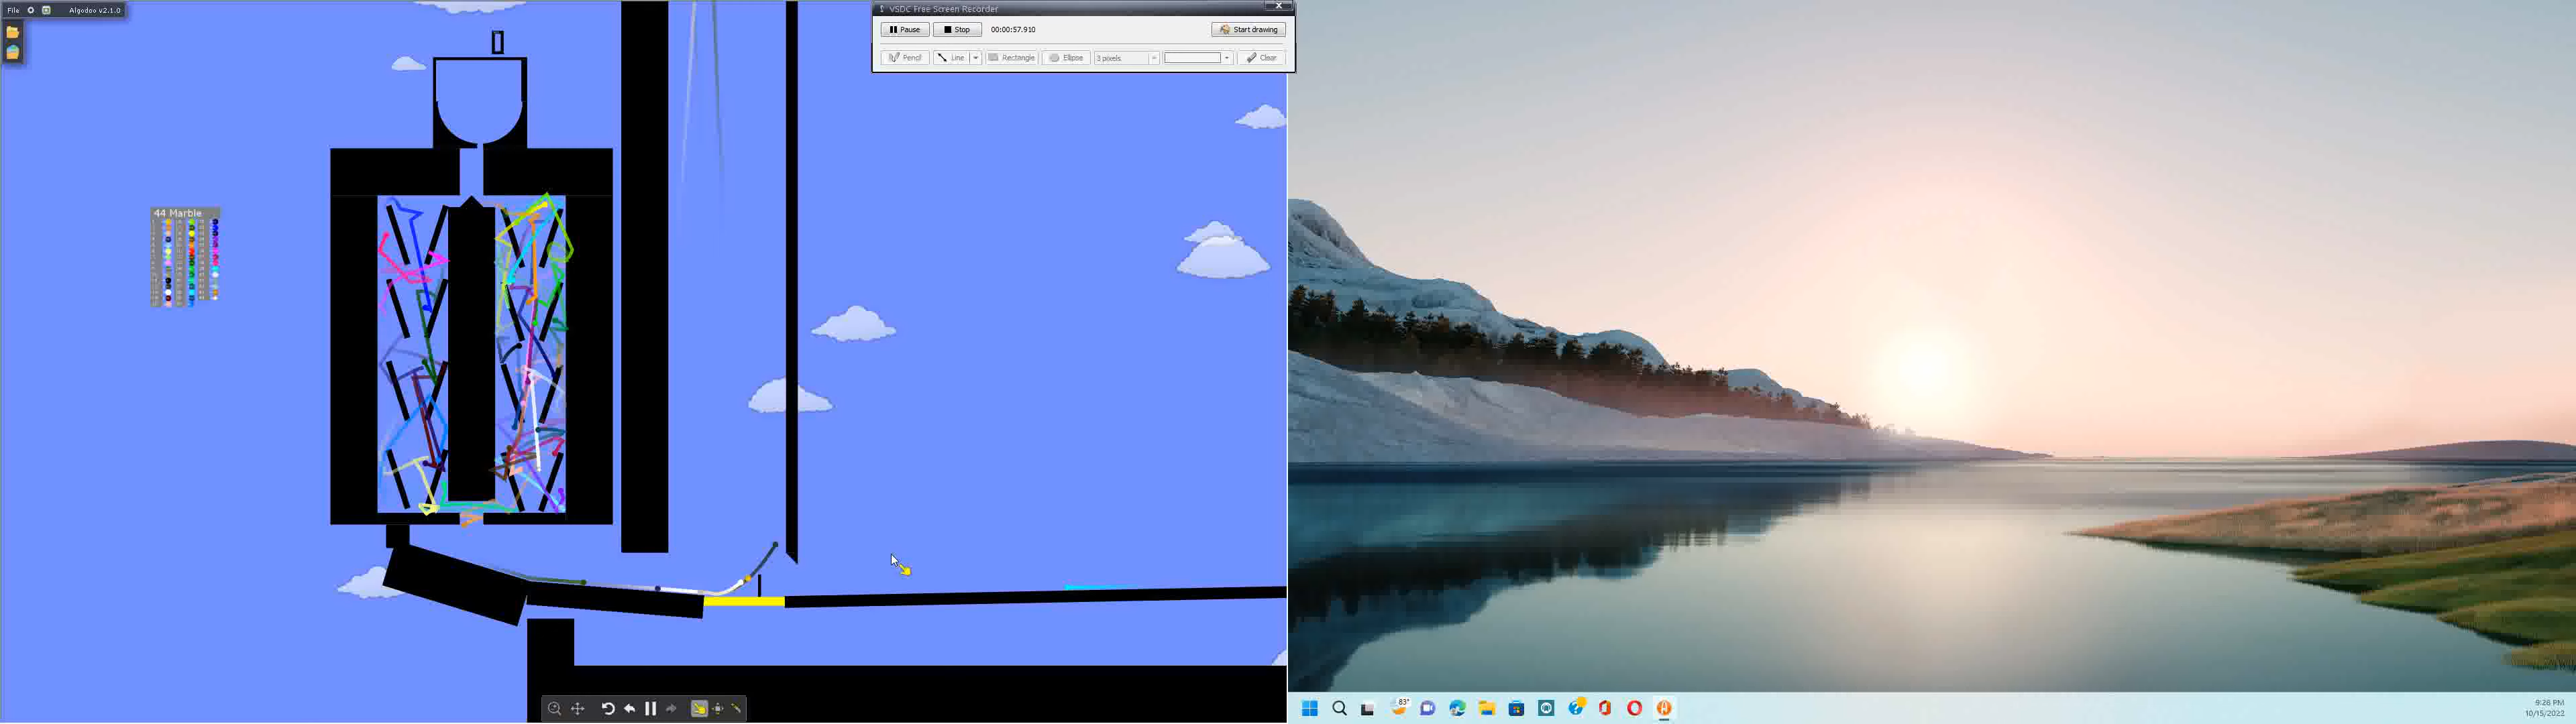 File Algodoo v2.1.0
VSDC Free Screen Recorder
Pause Stop 00:00:57.910 Start drawing
Pencil Line Rectangle Ellipse 3 pixels Clear
44 Marble
83°
9:26 PM
10/15/2022